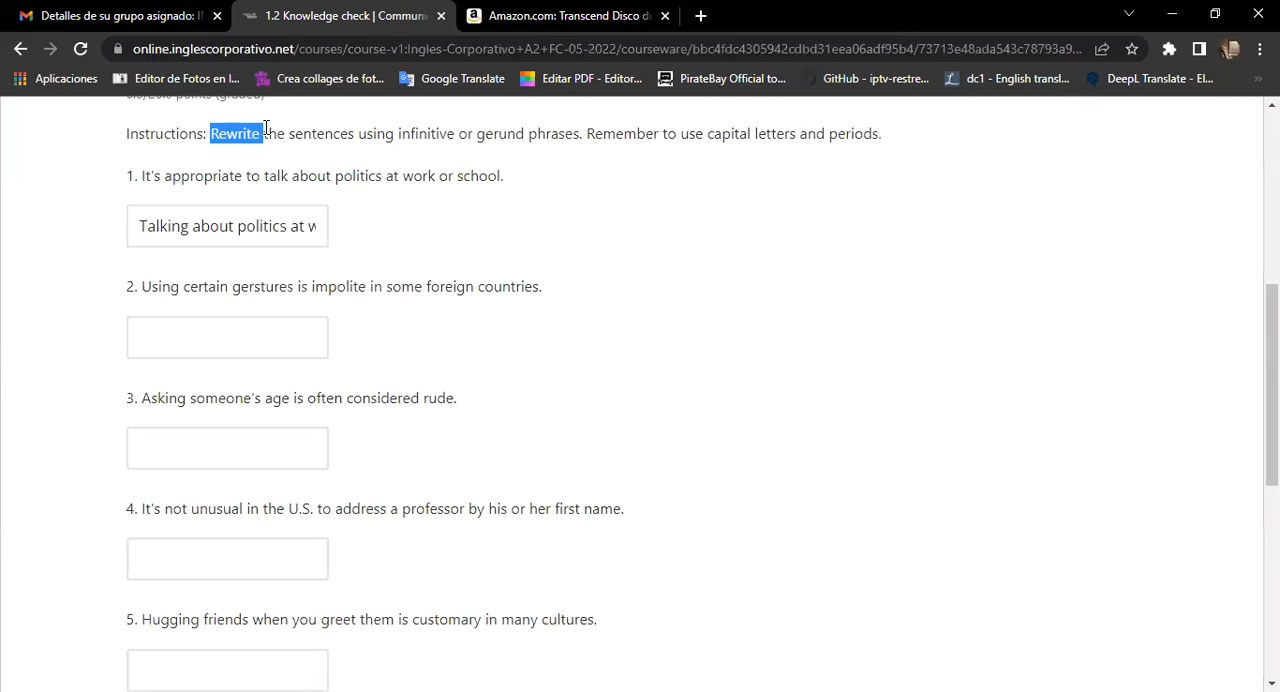 Detalles de su grupo asignado: I
1.2 Knowledge check | Communi
Amazon.com: Transcend Disco d
online.inglescorporativo.net/courses/course-v1:Ingles-Corporativo+A2+FC-05-2022/courseware/bbc4fdc4305942cdbd31eea06adf95b4/73713e48ada543c78793a9...
Aplicaciones
Editor de Fotos en l...
Crea collages de fot...
Google Translate
Editar PDF - Editor...
PirateBay Official to...
GitHub - iptv-restre...
dc1 - English transl...
DeepL Translate - El...
points (graded)
Instructions: Rewrite the sentences using infinitive or gerund phrases. Remember to use capital letters and periods.
1. It's appropriate to talk about politics at work or school.
Talking about politics at w
2. Using certain gerstures is impolite in some foreign countries.
3. Asking someone's age is often considered rude.
4. It's not unusual in the U.S. to address a professor by his or her first name.
5. Hugging friends when you greet them is customary in many cultures.